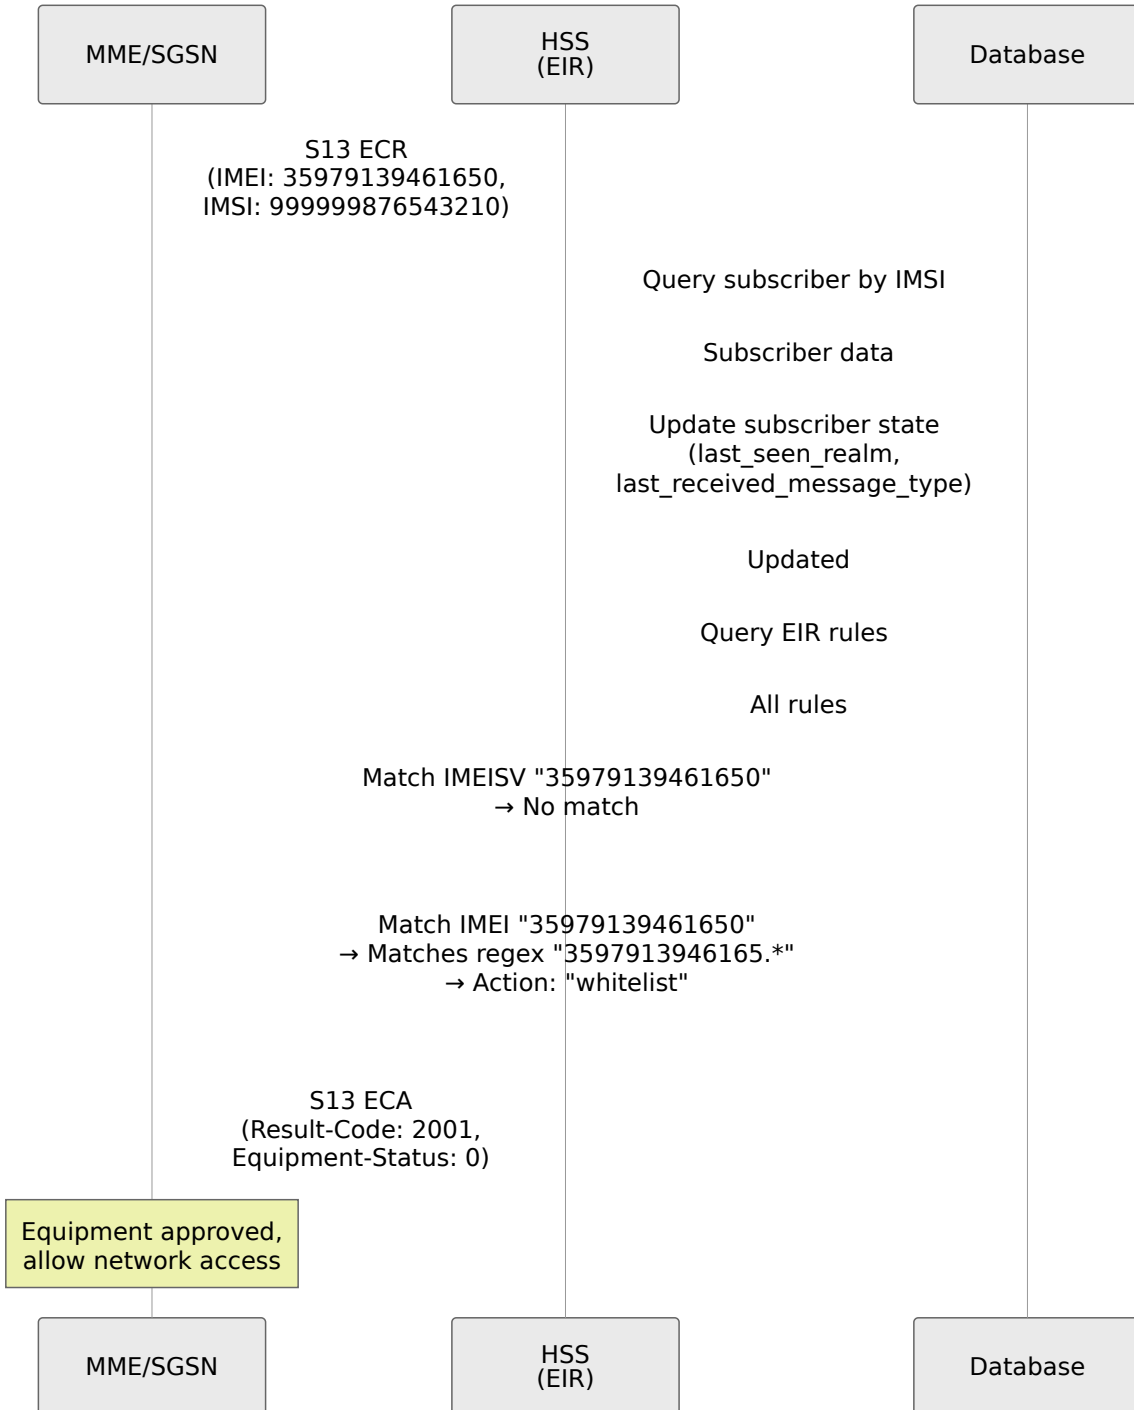 MME/SGSN
HSS
(EIR)
Database
S13 ECR
(IMEI: 35979139461650,
IMSI: 999999876543210)
Query subscriber by IMSI
Subscriber data
Update subscriber state
(last_seen_realm,
last_received_message_type)
Updated
Query EIR rules
All rules
Match IMEISV "35979139461650"
→ No match
Match IMEI "35979139461650"
→ Matches regex "3597913946165.*"
→ Action: "whitelist"
S13 ECA
(Result-Code: 2001,
Equipment-Status: 0)
Equipment approved,
allow network access
MME/SGSN
HSS
(EIR)
Database